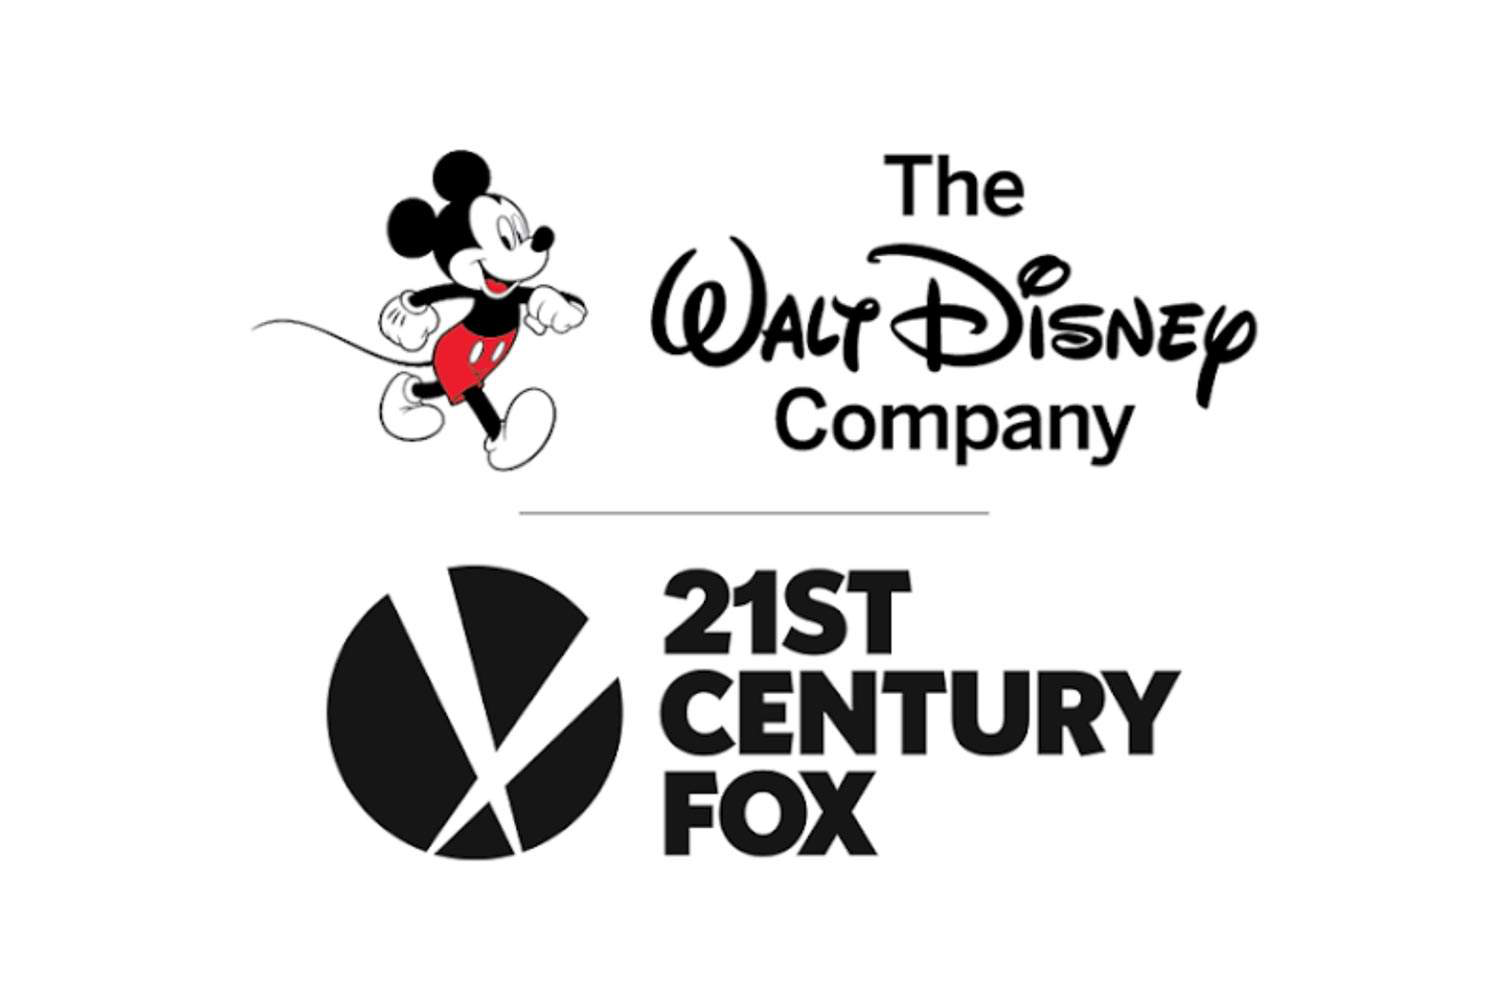 The
WALT DISNEY
Company
21ST
CENTURY
FOX